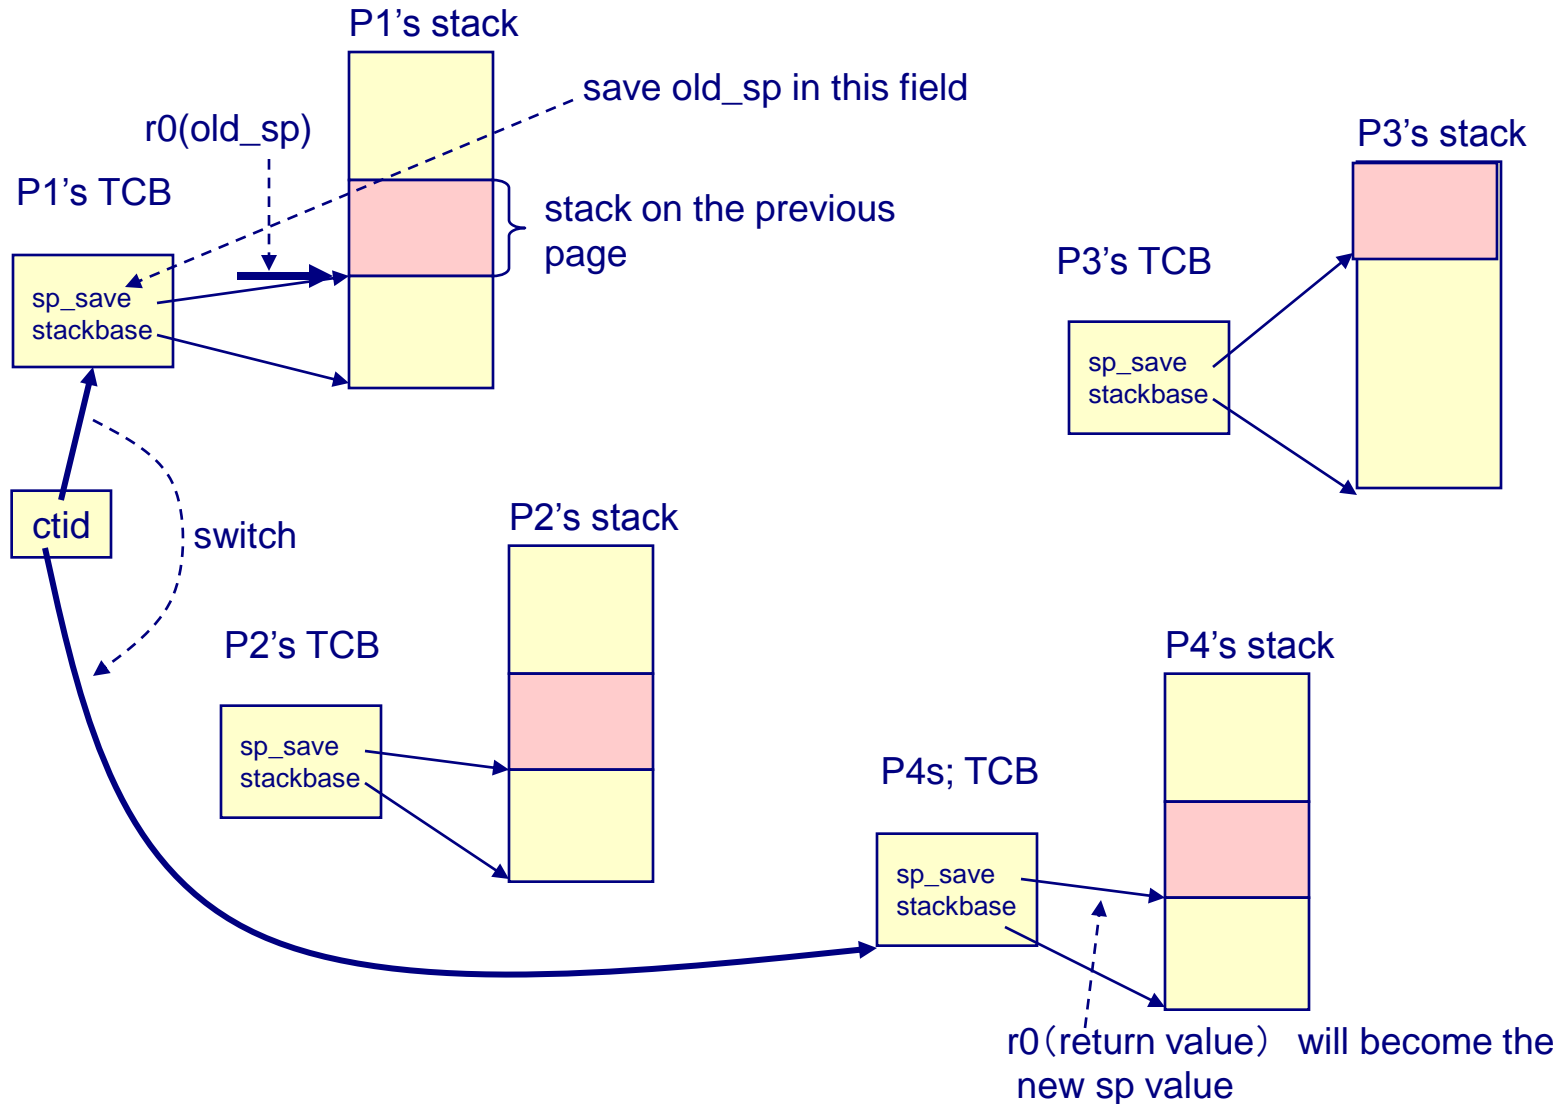 P1’s stack
save old_sp in this field
r0(old_sp)
P3’s stack
P1’s TCB
stack on the previous
page
P3’s TCB
sp_save
stackbase
sp_save
stackbase
ctid
switch
P2’s stack
P2’s TCB
P4’s stack
sp_save
stackbase
P4s; TCB
sp_save
stackbase
r0（return value） will become the
new sp value